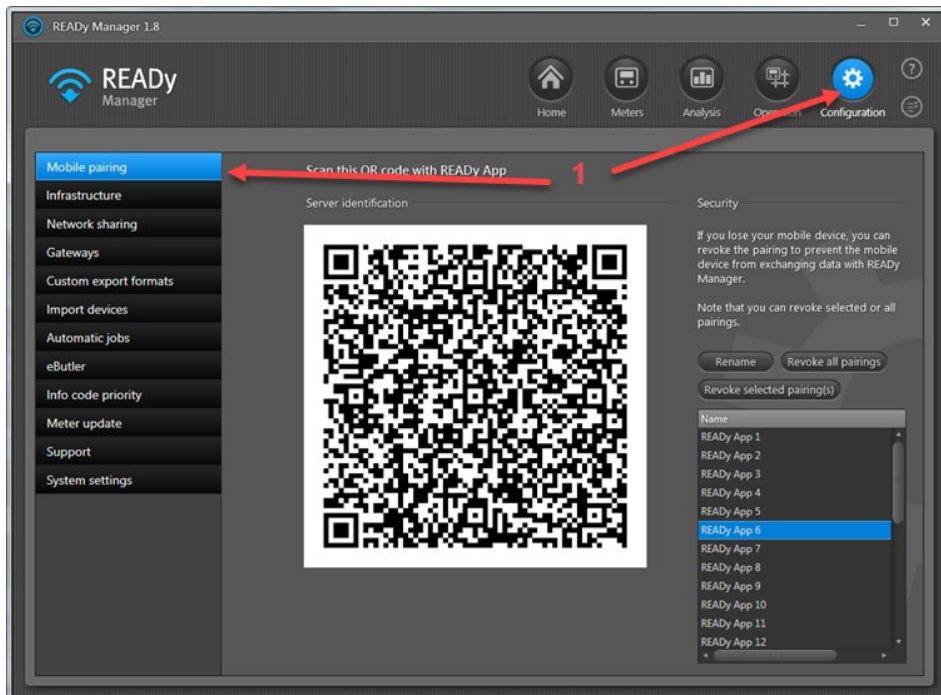 READy Manager 1.8
READy
Manager
Home
Meters
Analysis
Operation
Configuration
?
1
Mobile pairing
Infrastructure
Network sharing
Gateways
Custom export formats
Import devices
Automatic jobs
eButler
Info code priority
Meter update
Support
System settings
Scan this QR code with READy App
Server identification
Security
If you lose your mobile device, you can
revoke the pairing to prevent the mobile
device from exchanging data with READy
Manager.
Note that you can revoke selected or all
pairings.
Rename
Revoke all pairings
Revoke selected pairing(s)
Name
READy App 1
READy App 2
READy App 3
READy App 4
READy App 5
READy App 6
READy App 7
READy App 8
READy App 9
READy App 10
READy App 11
READy App 12